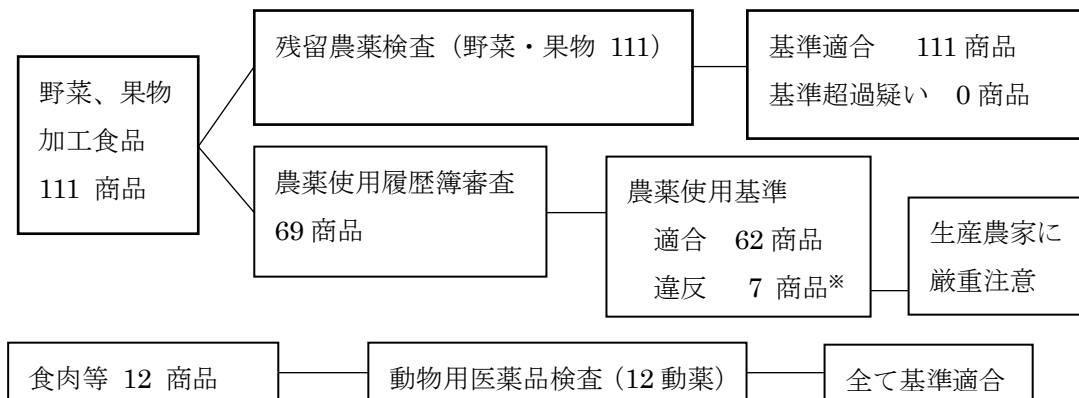 野菜、果物
加工食品
111 商品
残留農薬検査（野菜・果物 111）
基準適合 111 商品
基準超過疑い 0 商品
農薬使用履歴簿審査
69 商品
農薬使用基準
適合 62 商品
違反 7 商品※
生産農家に
厳重注意
食肉等 12 商品
動物用医薬品検査（12 動薬）
全て基準適合